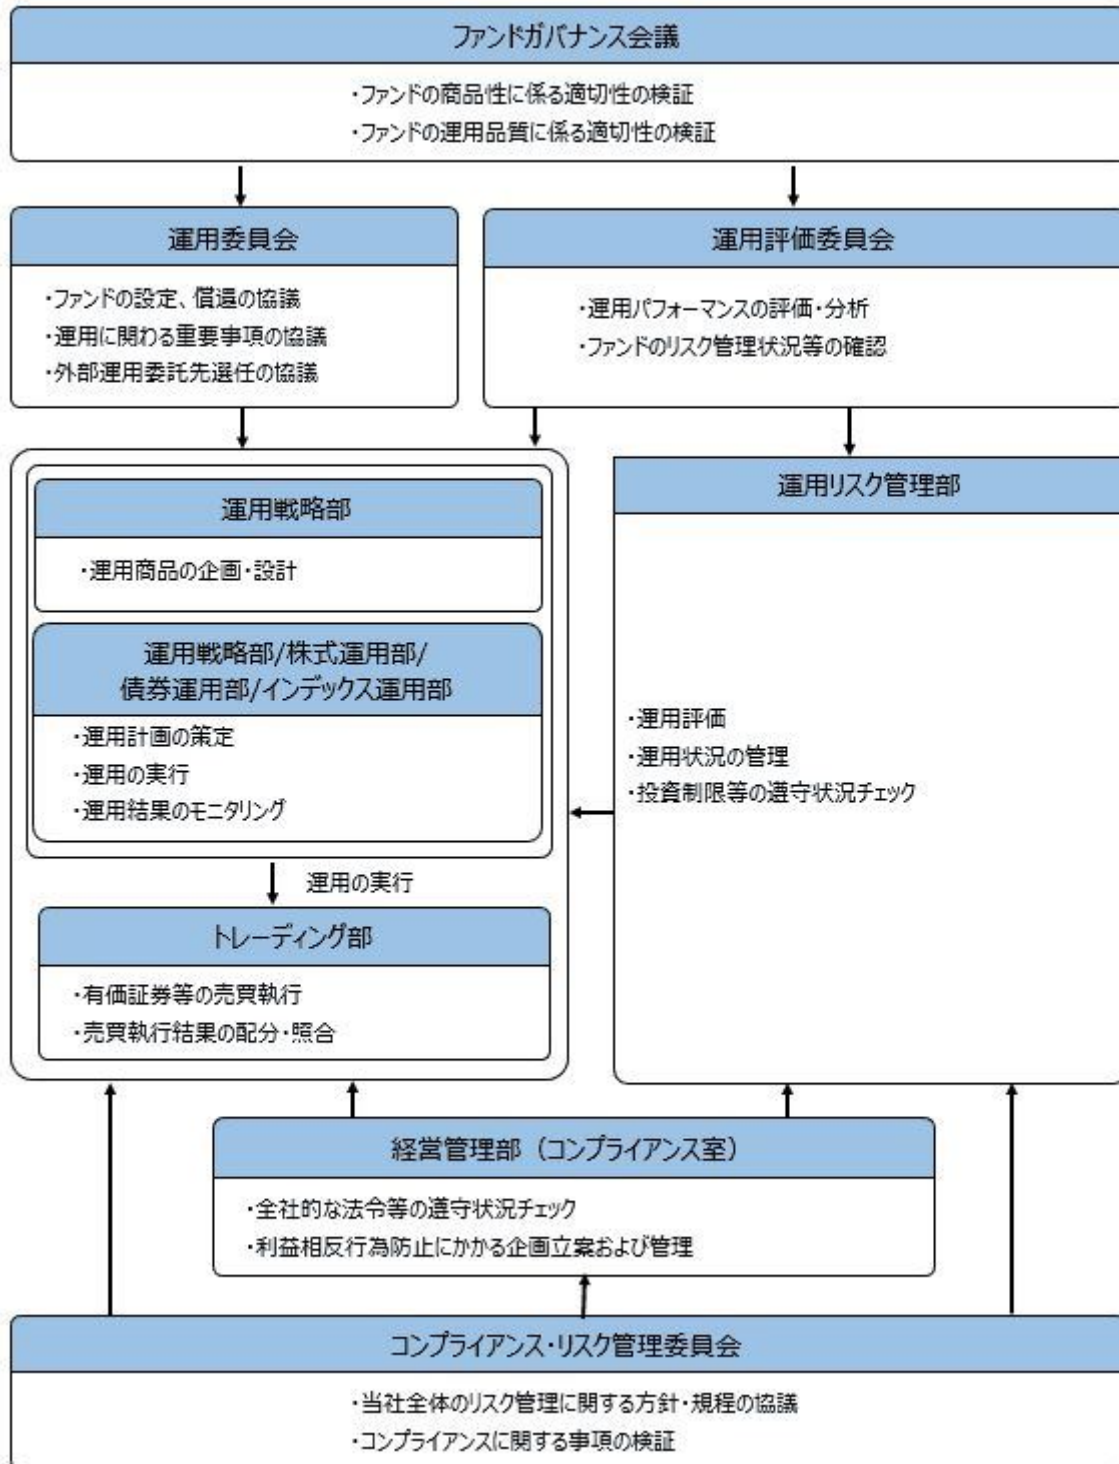 ファンドガバナンス会議
・ファンドの商品性に係る適切性の検証
・ファンドの運用品質に係る適切性の検証
運用委員会
・ファンドの設定、償還の協議
・運用に関わる重要事項の協議
・外部運用委託先選任の協議
運用評価委員会
・運用パフォーマンスの評価・分析
・ファンドのリスク管理状況等の確認
運用戦略部
・運用商品の企画・設計
運用戦略部/株式運用部/
債券運用部/インデックス運用部
・運用計画の策定
・運用の実行
・運用結果のモニタリング
運用の実行
トレーディング部
・有価証券等の売買執行
・売買執行結果の配分・照合
運用リスク管理部
・運用評価
・運用状況の管理
・投資制限等の遵守状況チェック
経営管理部（コンプライアンス室）
・全社的な法令等の遵守状況チェック
・利益相反行為防止にかかる企画立案および管理
コンプライアンス・リスク管理委員会
・当社全体のリスク管理に関する方針・規程の協議
・コンプライアンスに関する事項の検証